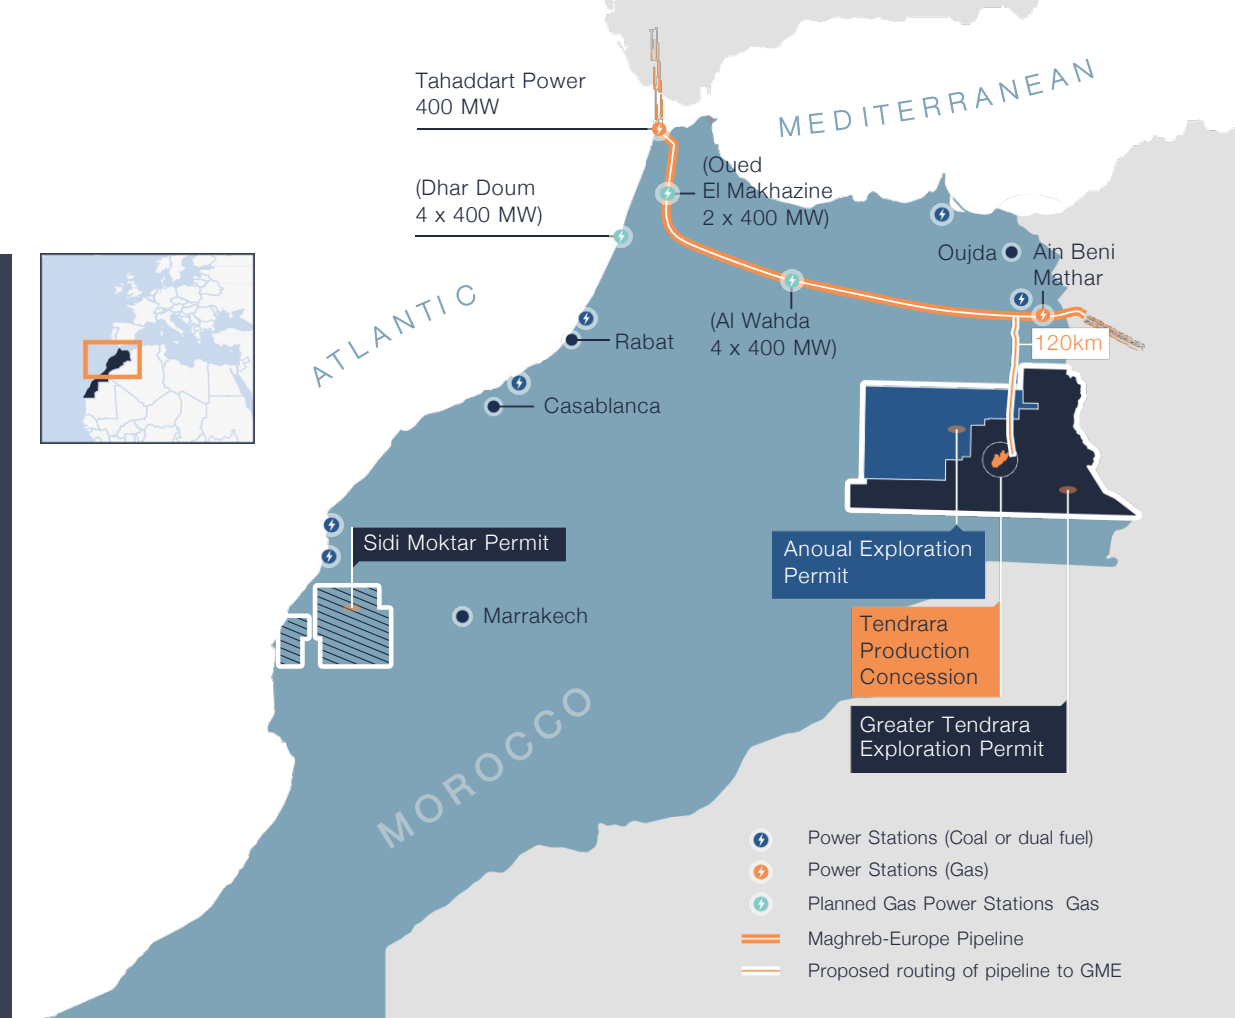 Tahaddart Power
400 MW
MEDITERRANEAN
(Oued
El Makhazine
2 x 400 MW)
(Dhar Doum
4 x 400 MW)
Oujda
Ain Beni
Mathar
ATLANTIC
(Al Wahda
4 x 400 MW)
Rabat
120km
Casablanca
Sidi Moktar Permit
Anoual Exploration
Permit
Marrakech
Tendrara
Production
Concession
MOROCCO
Greater Tendrara
Exploration Permit
Power Stations (Coal or dual fuel)
Power Stations (Gas)
Planned Gas Power Stations Gas
Maghreb-Europe Pipeline
Proposed routing of pipeline to GME